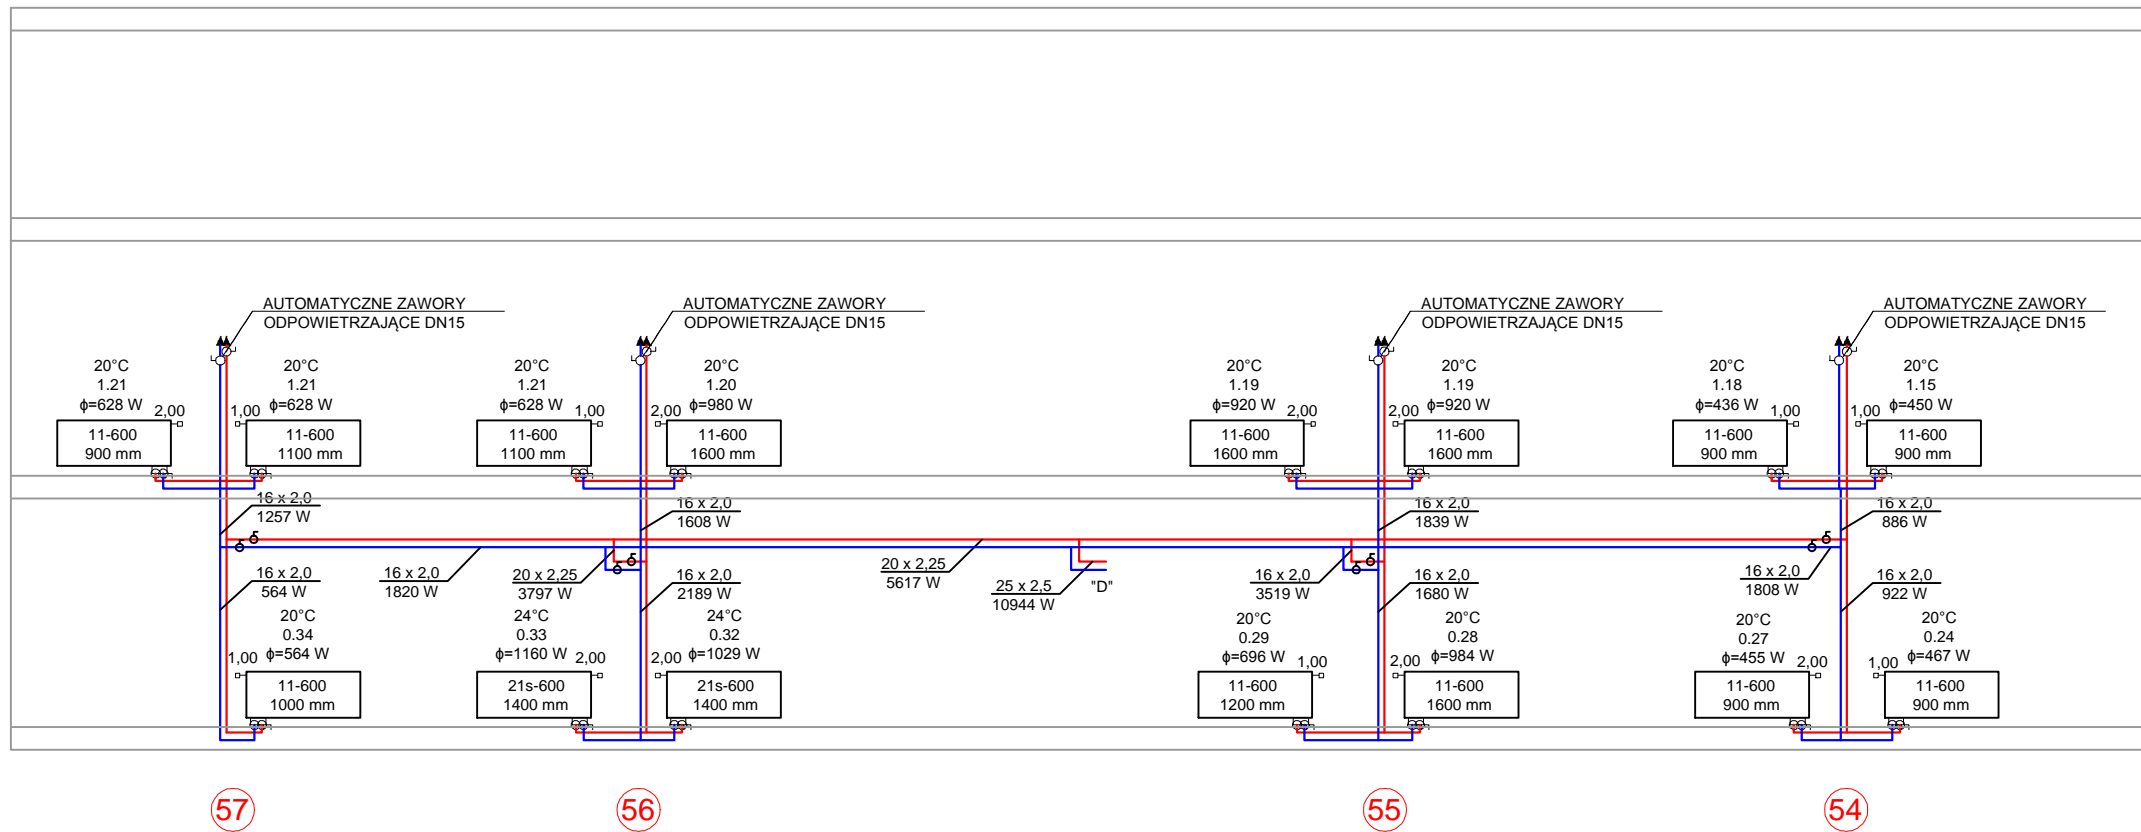 AUTOMATYCZNE ZAWORY
ODPOWIETRZAJĄCE DN15
AUTOMATYCZNE ZAWORY
ODPOWIETRZAJĄCE DN15
AUTOMATYCZNE ZAWORY
ODPOWIETRZAJĄCE DN15
AUTOMATYCZNE ZAWORY
ODPOWIETRZAJĄCE DN15
20°C
1.21
ϕ=628 W
2,00
11-600
900 mm
20°C
1.21
ϕ=628 W
1,00
11-600
1100 mm
20°C
1.21
ϕ=628 W
1,00
11-600
1100 mm
20°C
1.20
ϕ=980 W
2,00
11-600
1600 mm
20°C
1.19
ϕ=920 W
2,00
11-600
1600 mm
20°C
1.19
ϕ=920 W
2,00
11-600
1600 mm
20°C
1.18
ϕ=436 W
1,00
11-600
900 mm
20°C
1.15
ϕ=450 W
1,00
11-600
900 mm
16 x 2,0
1257 W
16 x 2,0
1608 W
16 x 2,0
1839 W
16 x 2,0
886 W
16 x 2,0
564 W
16 x 2,0
1820 W
20 x 2,25
3797 W
16 x 2,0
2189 W
20 x 2,25
5617 W
25 x 2,5
10944 W
"D"
16 x 2,0
3519 W
16 x 2,0
1680 W
16 x 2,0
1808 W
16 x 2,0
922 W
20°C
0.34
ϕ=564 W
1,00
11-600
1000 mm
24°C
0.33
ϕ=1160 W
2,00
21s-600
1400 mm
24°C
0.32
ϕ=1029 W
2,00
21s-600
1400 mm
20°C
0.29
ϕ=696 W
1,00
11-600
1200 mm
20°C
0.28
ϕ=984 W
2,00
11-600
1600 mm
20°C
0.27
ϕ=455 W
2,00
11-600
900 mm
20°C
0.24
ϕ=467 W
1,00
11-600
900 mm
57
56
55
54